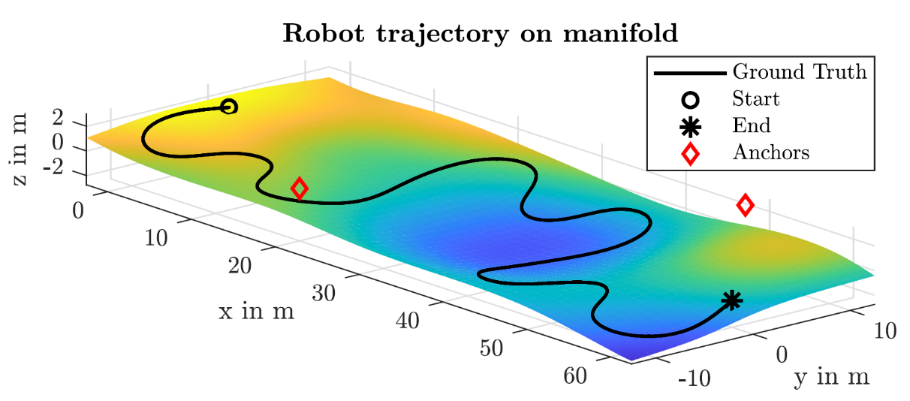 Robot trajectory on manifold
Ground Truth
Start
End
Anchors
z in m
2
0
-2
0
10
20
30
40
50
60
x in m
-10
0
10
y in m